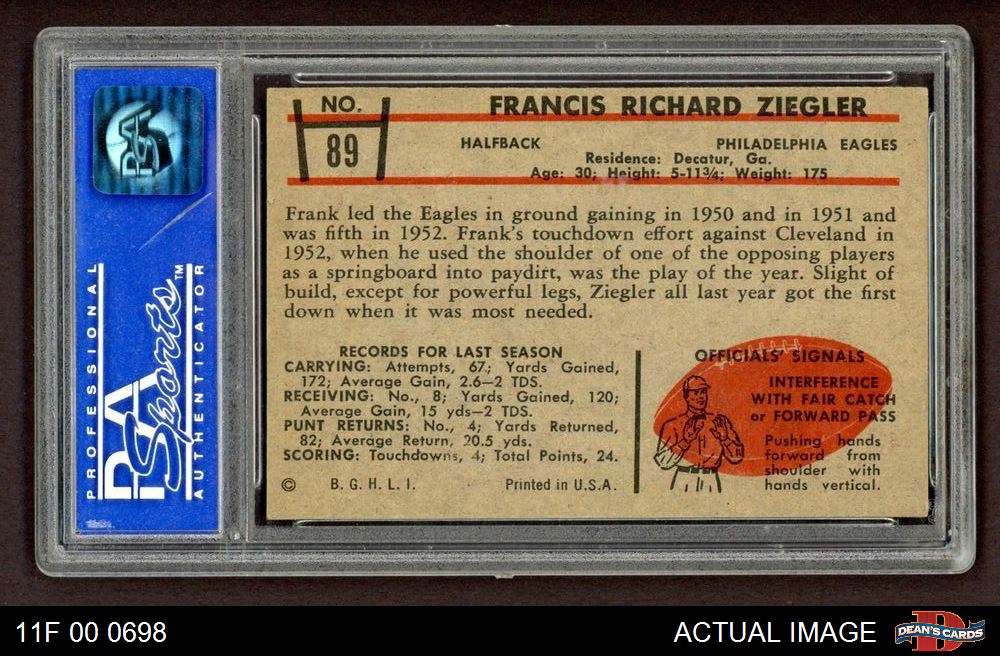 NO.
89
FRANCIS RICHARD ZIEGLER
HALFBACK PHILADELPHIA EAGLES
Residence: Decatur, Ga.
Age: 30; Height: 5-11¾; Weight: 175
Frank led the Eagles in ground gaining in 1950 and in 1951 and
was fifth in 1952. Frank's touchdown effort against Cleveland in
1952, when he used the shoulder of one of the opposing players
as a springboard into paydirt, was the play of the year. Slight of
build, except for powerful legs, Ziegler all last year got the first
down when it was most needed.
RECORDS FOR LAST SEASON
CARRYING: Attempts, 67; Yards Gained,
172; Average Gain, 2.6—2 TDS.
RECEIVING: No., 8; Yards Gained, 120;
Average Gain, 15 yds—2 TDS.
PUNT RETURNS: No., 4; Yards Returned,
82; Average Return, 20.5 yds.
SCORING: Touchdowns, 4; Total Points, 24.
© B. G. H. L. I. Printed in U.S.A.
OFFICIALS' SIGNALS
INTERFERENCE
WITH FAIR CATCH
or FORWARD PASS
Pushing hands
forward from
shoulder with
hands vertical.
PSA
PROFESSIONAL
PSA
Sports™
AUTHENTICATOR
11F 00 0698
ACTUAL IMAGE
D
DEAN'S CARDS